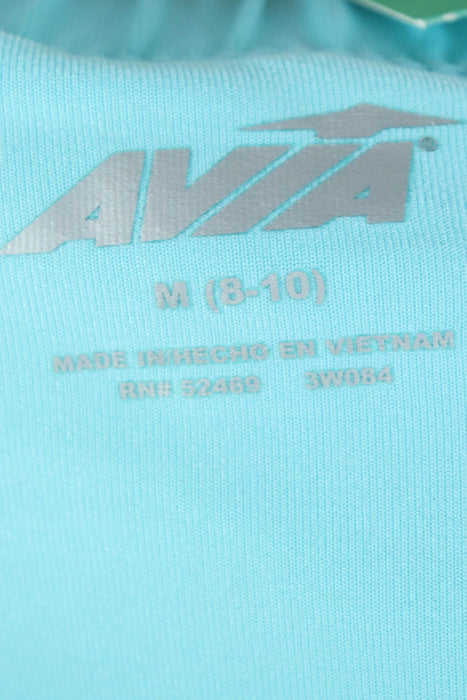 AVIA®
M (8-10)
MADE IN/HECHO EN VIETNAM
RN# 52469 3W084